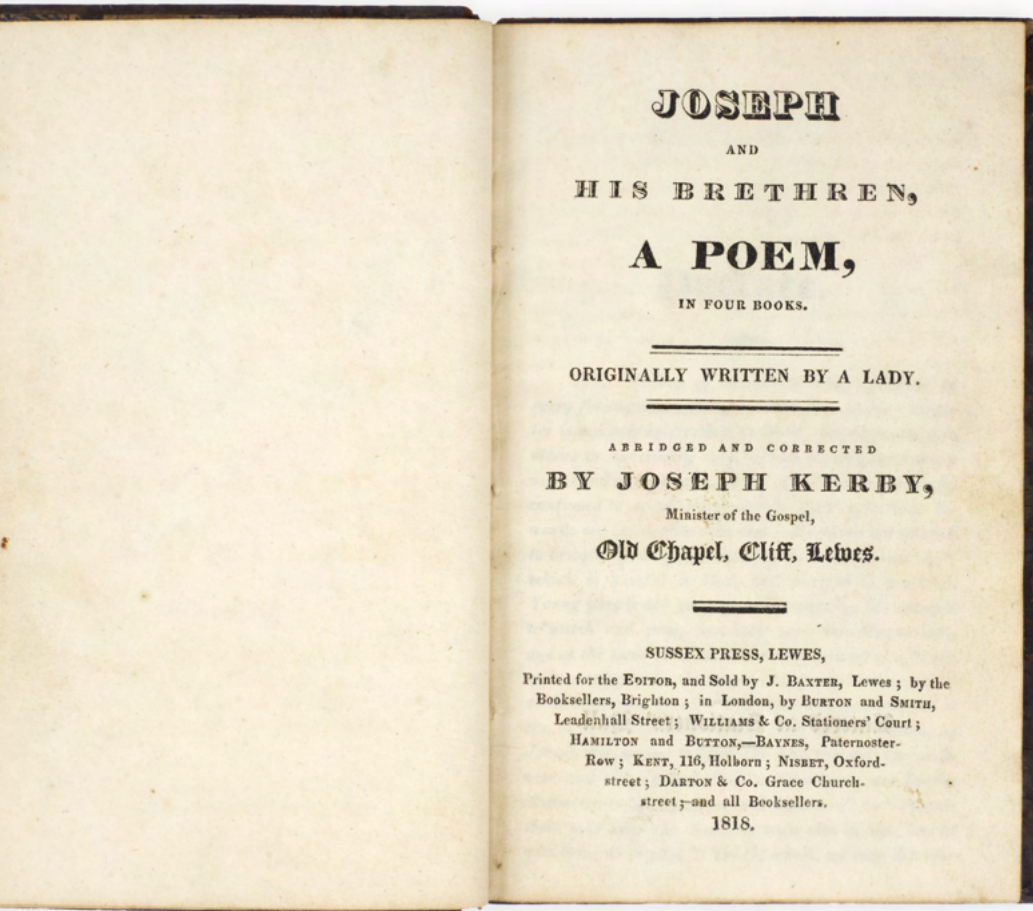 JOSEPH
AND
HIS BRETHREN,
A POEM,
IN FOUR BOOKS.
ORIGINALLY WRITTEN BY A LADY.
ABRIDGED AND CORRECTED
BY JOSEPH KERBY,
Minister of the Gospel,
Old Chapel, Cliff, Lewes.
SUSSEX PRESS, LEWES,
Printed for the EDITOR, and Sold by J. BAXTER, Lewes ; by the
Booksellers, Brighton ; in London, by BURTON and SMITH,
Leadenhall Street ; WILLIAMS & Co. Stationers' Court ;
HAMILTON and BUTTON,—BAYNES, Paternoster-
Row ; KENT, 116, Holborn ; NISBET, Oxford-
street ; DARTON & Co. Grace Church-
street ;—and all Booksellers.
1818.